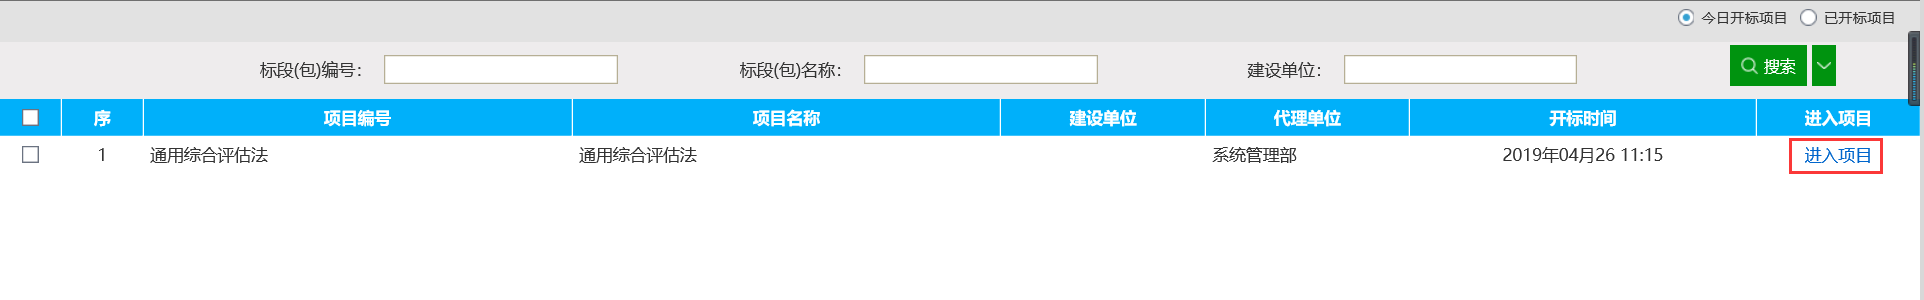 今日开标项目 已开标项目
标段(包)编号： 标段(包)名称： 建设单位： 搜索
序 项目编号 项目名称 建设单位 代理单位 开标时间 进入项目
1 通用综合评估法 通用综合评估法 系统管理部 2019年04月26 11:15 进入项目